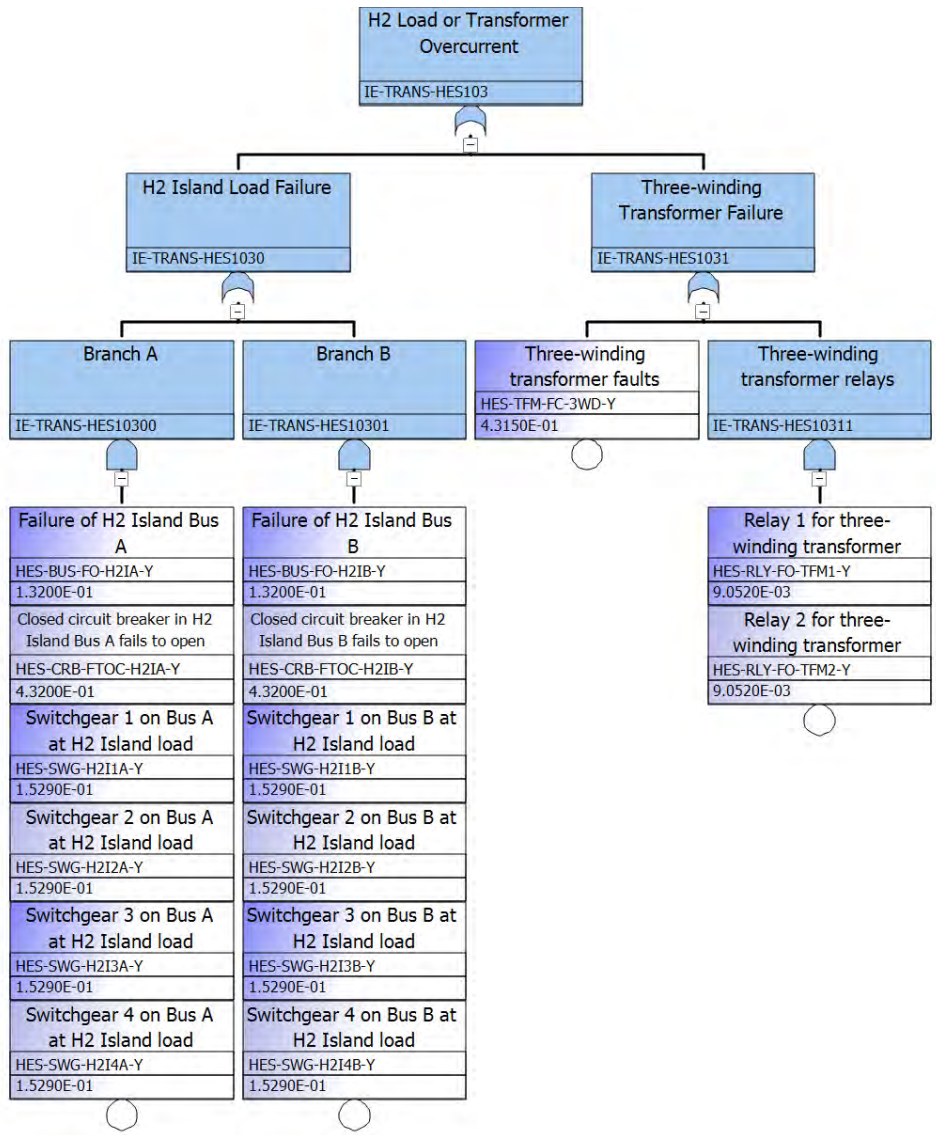 H2 Load or Transformer
Overcurrent
IE-TRANS-HES103
H2 Island Load Failure
IE-TRANS-HES1030
Three-winding
Transformer Failure
IE-TRANS-HES1031
Branch A
IE-TRANS-HES10300
Branch B
IE-TRANS-HES10301
Three-winding
transformer faults
HES-TFM-FC-3WD-Y
4.3150E-01
Three-winding
transformer relays
IE-TRANS-HES10311
Failure of H2 Island Bus
A
HES-BUS-FO-H2IA-Y
1.3200E-01
Closed circuit breaker in H2
Island Bus A fails to open
HES-CRB-FTOC-H2IA-Y
4.3200E-01
Switchgear 1 on Bus A
at H2 Island load
HES-SWG-H2I1A-Y
1.5290E-01
Switchgear 2 on Bus A
at H2 Island load
HES-SWG-H2I2A-Y
1.5290E-01
Switchgear 3 on Bus A
at H2 Island load
HES-SWG-H2I3A-Y
1.5290E-01
Switchgear 4 on Bus A
at H2 Island load
HES-SWG-H2I4A-Y
1.5290E-01
Failure of H2 Island Bus
B
HES-BUS-FO-H2IB-Y
1.3200E-01
Closed circuit breaker in H2
Island Bus B fails to open
HES-CRB-FTOC-H2IB-Y
4.3200E-01
Switchgear 1 on Bus B at
H2 Island load
HES-SWG-H2I1B-Y
1.5290E-01
Switchgear 2 on Bus B at
H2 Island load
HES-SWG-H2I2B-Y
1.5290E-01
Switchgear 3 on Bus B at
H2 Island load
HES-SWG-H2I3B-Y
1.5290E-01
Switchgear 4 on Bus B at
H2 Island load
HES-SWG-H2I4B-Y
1.5290E-01
Relay 1 for three-
winding transformer
HES-RLY-FO-TFM1-Y
9.0520E-03
Relay 2 for three-
winding transformer
HES-RLY-FO-TFM2-Y
9.0520E-03